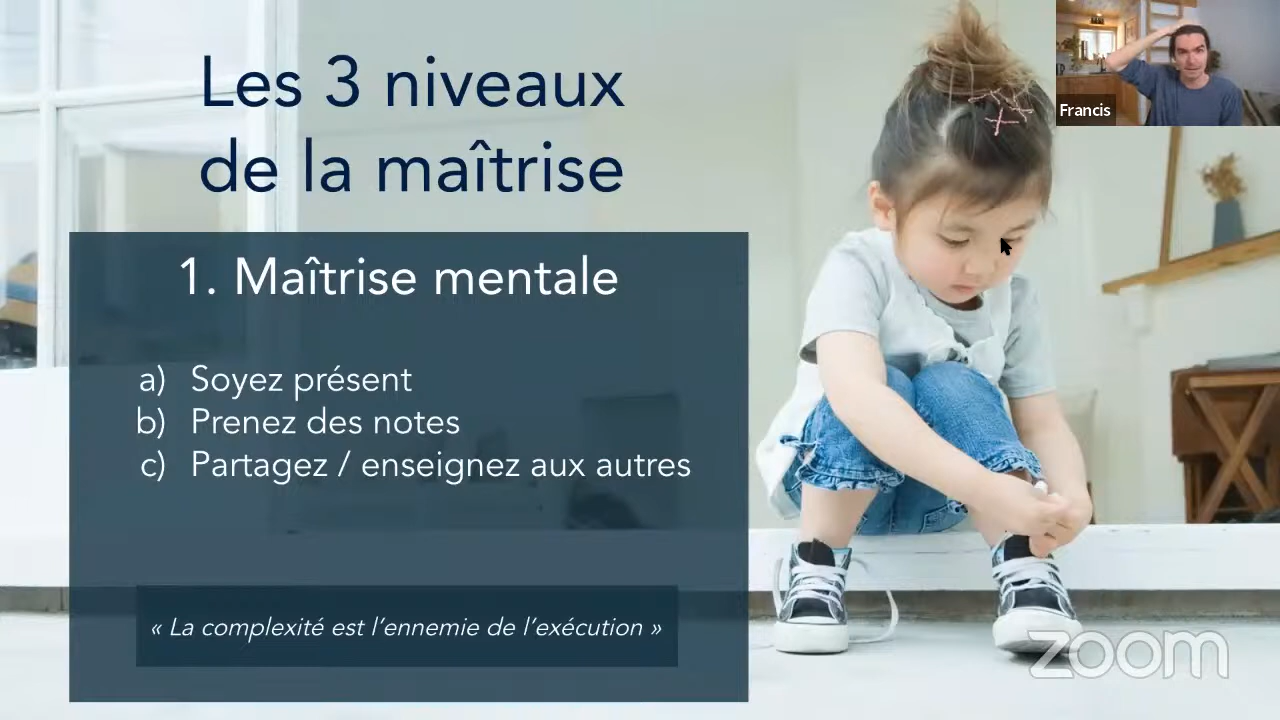 Les 3 niveaux
de la maîtrise
1. Maîtrise mentale
a) Soyez présent
b) Prenez des notes
c) Partagez / enseignez aux autres
« La complexité est l’ennemie de l’exécution »
Francis
zoom